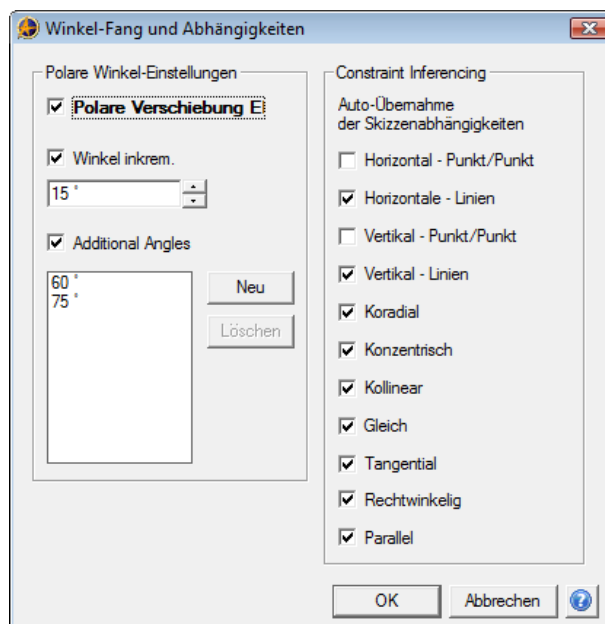 Winkel-Fang und Abhängigkeiten
Polare Winkel-Einstellungen
Polare Verschiebung E
Winkel inkrem.
15 °
Additional Angles
60 °
75 °
Neu
Löschen
Constraint Inferencing
Auto-Übernahme
der Skizzenabhängigkeiten
Horizontal - Punkt/Punkt
Horizontale - Linien
Vertikal - Punkt/Punkt
Vertikal - Linien
Koradial
Konzentrisch
Kollinear
Gleich
Tangential
Rechtwinkelig
Parallel
OK
Abbrechen
?